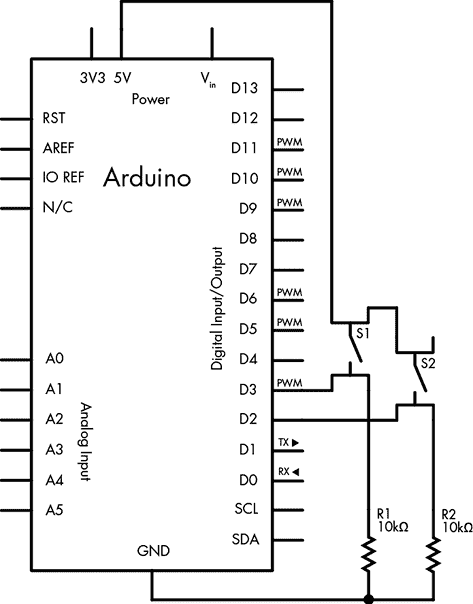 3V3 5V Vin
Power
Arduino
RST
AREF
IO REF
N/C
A0
A1
A2
A3
A4
A5
Analog Input
Digital Input/Output
D13
D12
D11 PWM
D10 PWM
D9 PWM
D8
D7
D6 PWM
D5 PWM
D4
D3 PWM
D2
D1 TX ▶
D0 RX ◀
SCL
SDA
GND
S1
S2
R1
10kΩ
R2
10kΩ